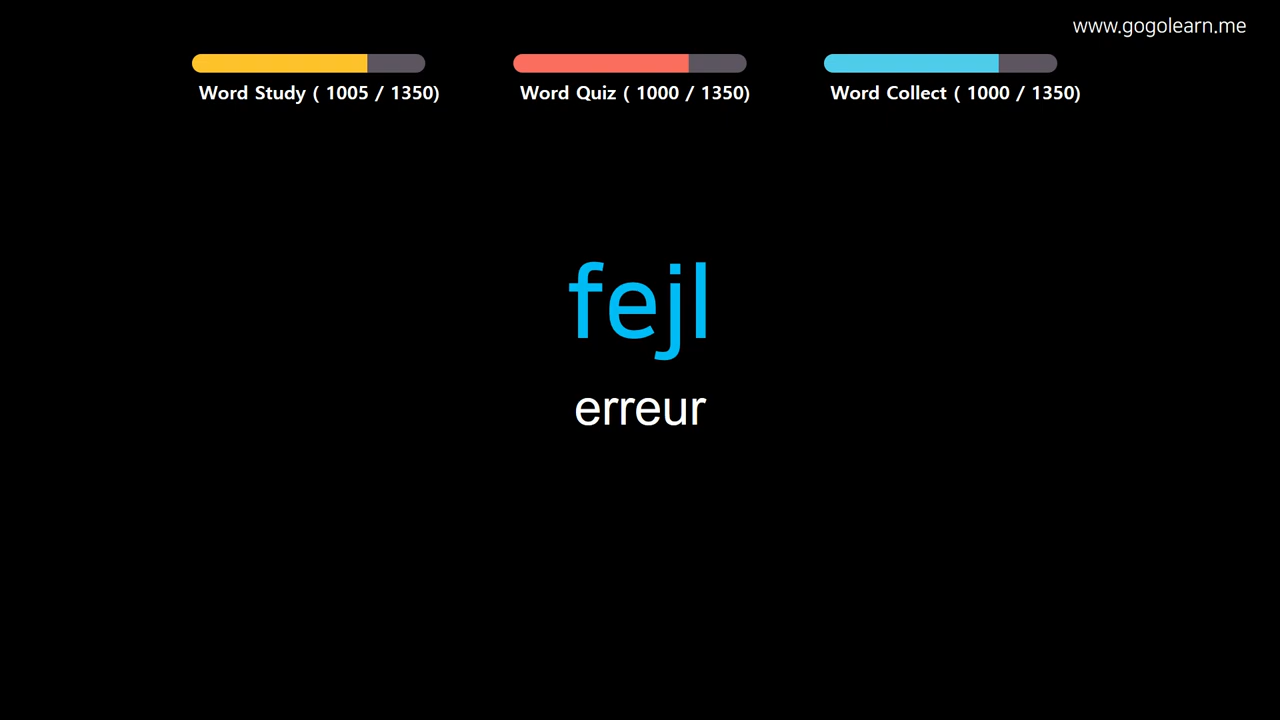 www.gogolearn.me
Word Study ( 1005 / 1350)
Word Quiz ( 1000 / 1350)
Word Collect ( 1000 / 1350)
fejl
erreur